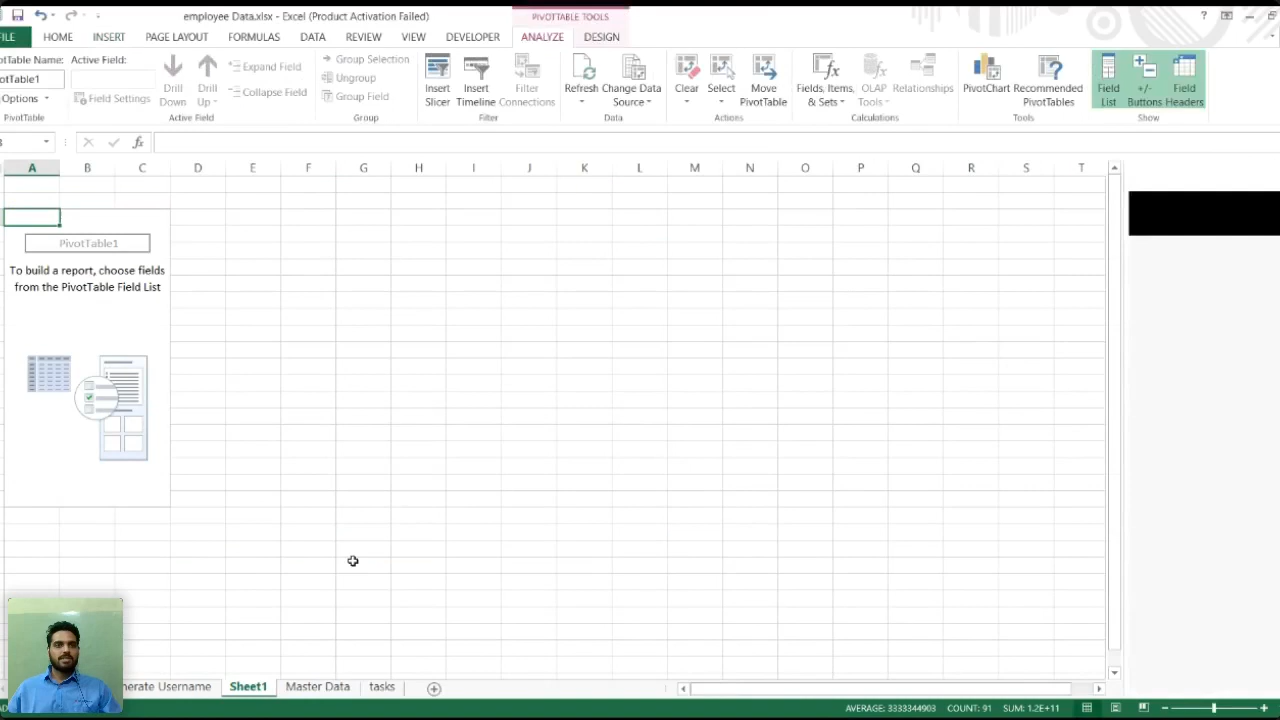 employee Data.xlsx - Excel (Product Activation Failed)
PIVOTTABLE TOOLS
?
FILE HOME INSERT PAGE LAYOUT FORMULAS DATA REVIEW VIEW DEVELOPER ANALYZE DESIGN
otTable Name:
otTable1
Options
PivotTable
Active Field:
Drill Down
Drill Up
Field Settings
Expand Field
Collapse Field
Active Field
Group Selection
Ungroup
Group Field
Group
Insert Slicer
Insert Timeline
Filter Connections
Filter
Refresh
Change Data Source
Data
Clear
Select
Move PivotTable
Actions
Fields, Items, & Sets
OLAP Tools
Relationships
Calculations
PivotChart
Recommended PivotTables
Tools
Field List
+/- Buttons
Field Headers
Show
fx
A B C D E F G H I J K L M N O P Q R S T
PivotTable1
To build a report, choose fields
from the PivotTable Field List
nerate Username Sheet1 Master Data tasks
AVERAGE: 3333344903 COUNT: 91 SUM: 1.2E+11